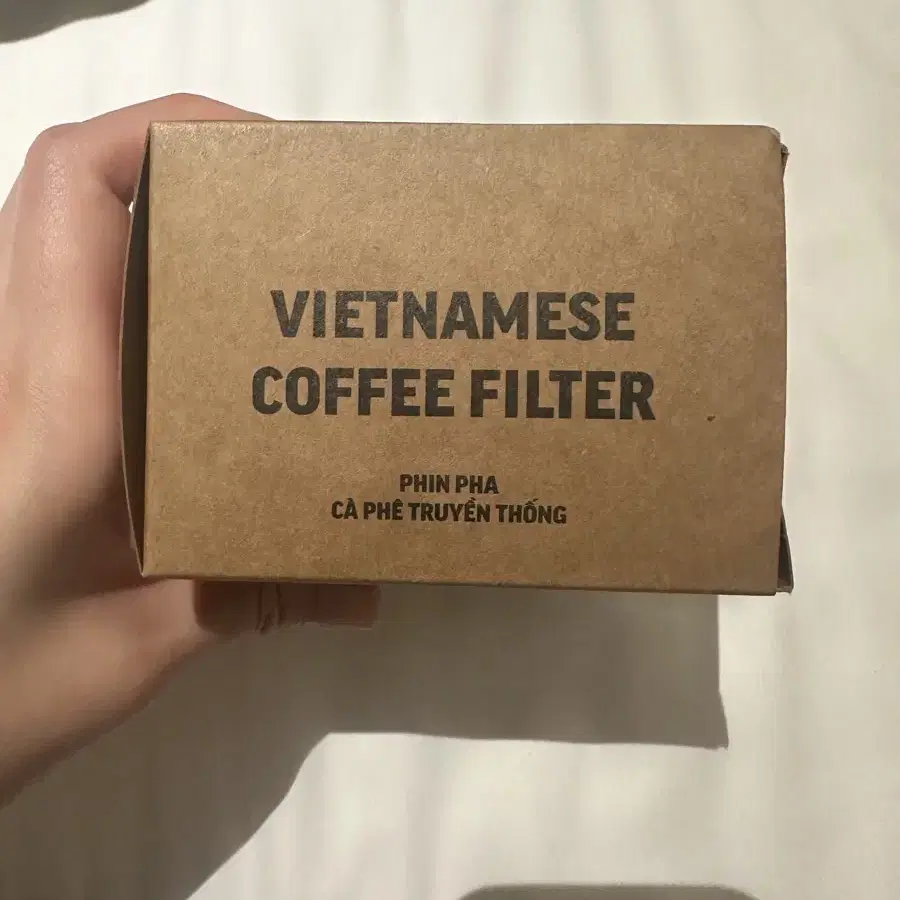 VIETNAMESE
COFFEE FILTER
PHIN PHA
CÀ PHÊ TRUYỀN THỐNG